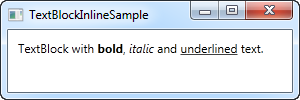 TextBlockInlineSample
TextBlock with bold, italic and underlined text.